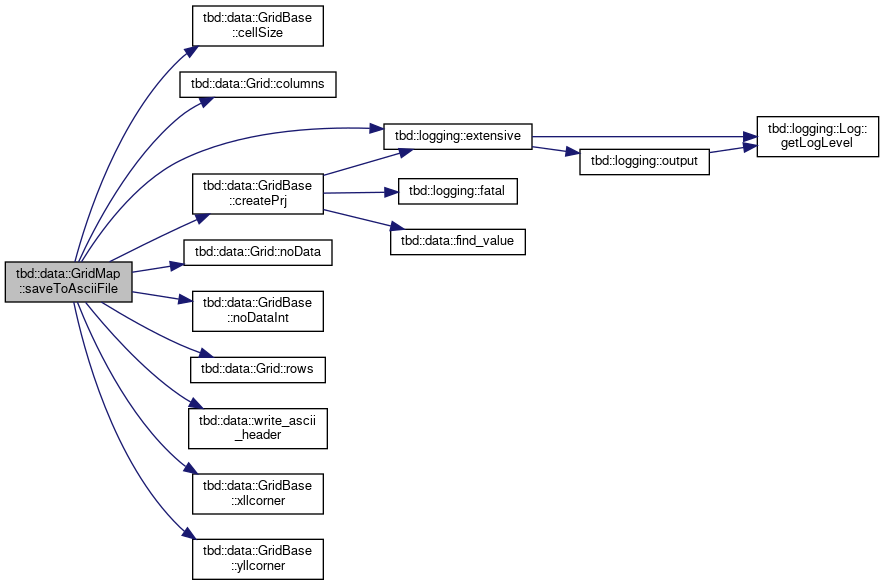 tbd::data::GridBase
::cellSize
tbd::data::Grid::columns
tbd::logging::extensive
tbd::logging::Log::
getLogLevel
tbd::logging::output
tbd::data::GridBase
::createPrj
tbd::logging::fatal
tbd::data::find_value
tbd::data::Grid::noData
tbd::data::GridMap
::saveToAsciiFile
tbd::data::GridBase
::noDataInt
tbd::data::Grid::rows
tbd::data::write_ascii
_header
tbd::data::GridBase
::xllcorner
tbd::data::GridBase
::yllcorner